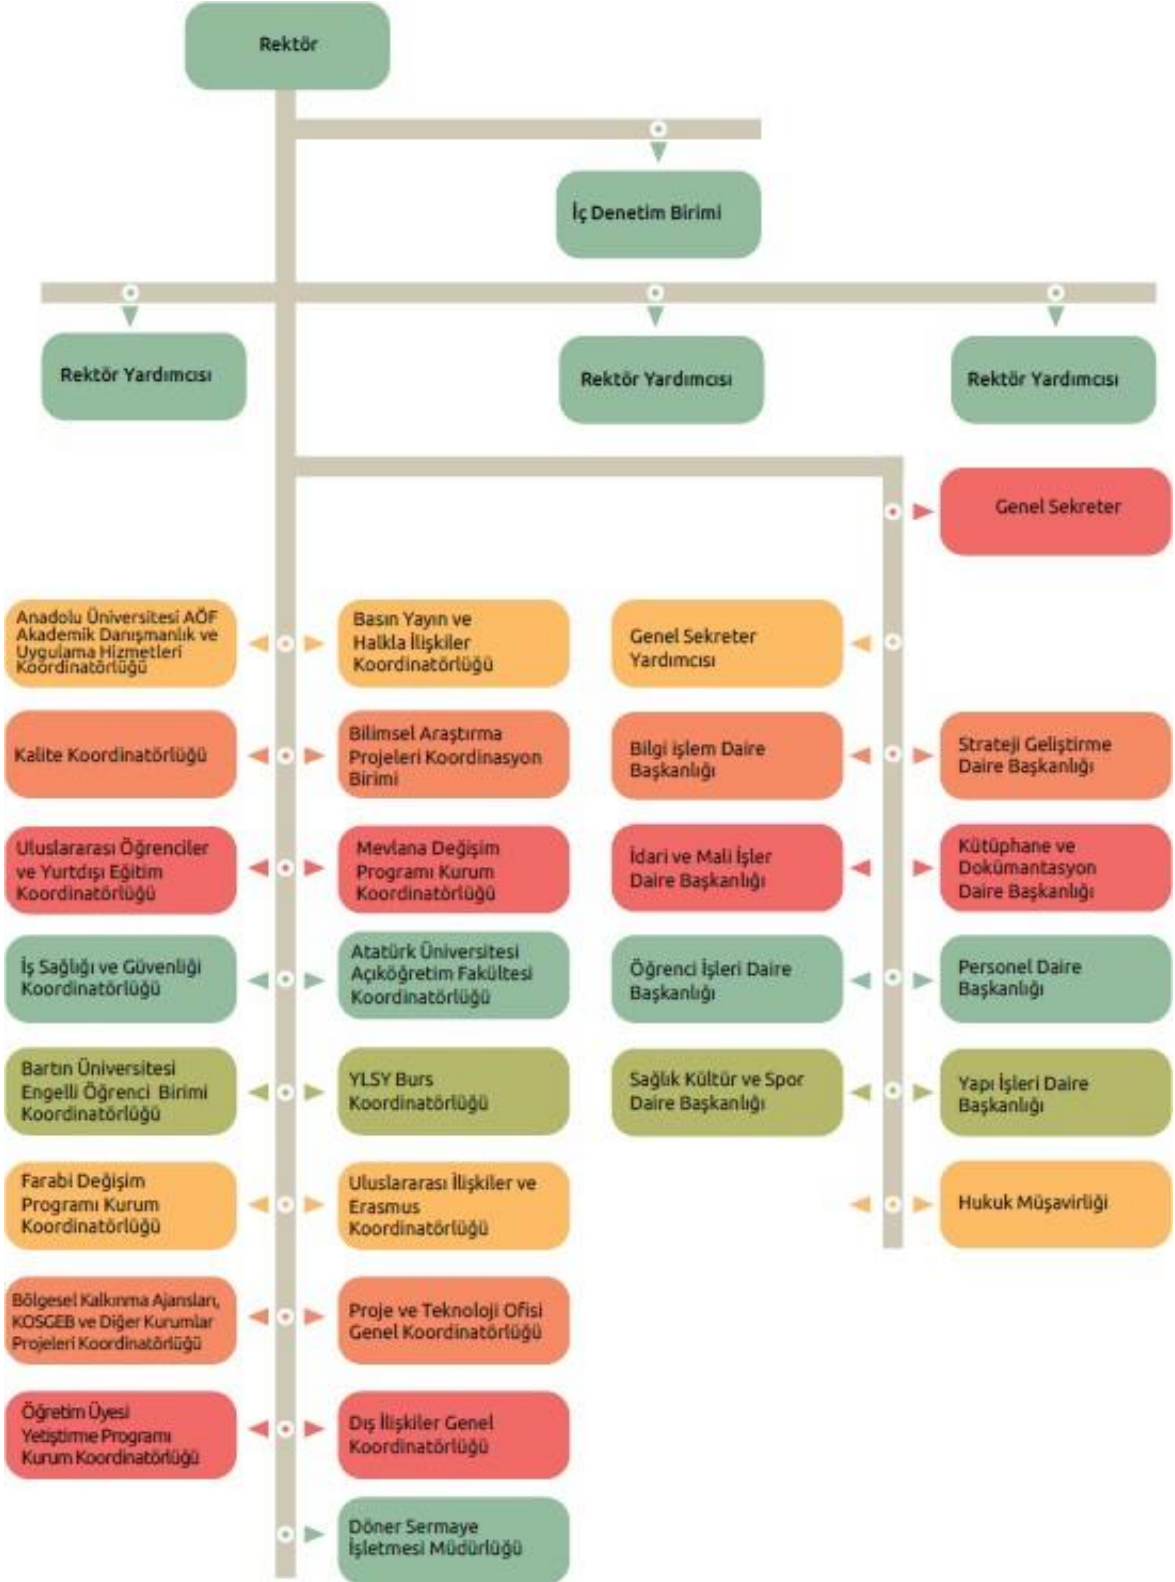 Rektör
İç Denetim Birimi
Rektör Yardımcısı
Rektör Yardımcısı
Rektör Yardımcısı
Genel Sekreter
Anadolu Üniversitesi AÖF
Akademik Danışmanlık ve
Uygulama Hizmetleri
Koordinatörlüğü
Basın Yayın ve
Halkla İlişkiler
Koordinatörlüğü
Genel Sekreter
Yardımcısı
Kalite Koordinatörlüğü
Bilimsel Araştırma
Projeleri Koordinasyon
Birimi
Bilgi işlem Daire
Başkanlığı
Strateji Geliştirme
Daire Başkanlığı
Uluslararası Öğrenciler
ve Yurtdışı Eğitim
Koordinatörlüğü
Mevlana Değişim
Programı Kurum
Koordinatörlüğü
İdari ve Mali İşler
Daire Başkanlığı
Kütüphane ve
Dokümantasyon
Daire Başkanlığı
İş Sağlığı ve Güvenliği
Koordinatörlüğü
Atatürk Üniversitesi
Açıköğretim Fakültesi
Koordinatörlüğü
Öğrenci İşleri Daire
Başkanlığı
Personel Daire
Başkanlığı
Bartın Üniversitesi
Engelli Öğrenci Birimi
Koordinatörlüğü
YLSY Burs
Koordinatörlüğü
Sağlık Kültür ve Spor
Daire Başkanlığı
Yapı İşleri Daire
Başkanlığı
Farabi Değişim
Programı Kurum
Koordinatörlüğü
Uluslararası İlişkiler ve
Erasmus
Koordinatörlüğü
Hukuk Müşavirliği
Bölgesel Kalkınma Ajansları,
KOSGEB ve Diğer Kurumlar
Projeleri Koordinatörlüğü
Proje ve Teknoloji Ofisi
Genel Koordinatörlüğü
Öğretim Üyesi
Yetiştirme Programı
Kurum Koordinatörlüğü
Dış İlişkiler Genel
Koordinatörlüğü
Döner Sermaye
İşletmesi Müdürlüğü